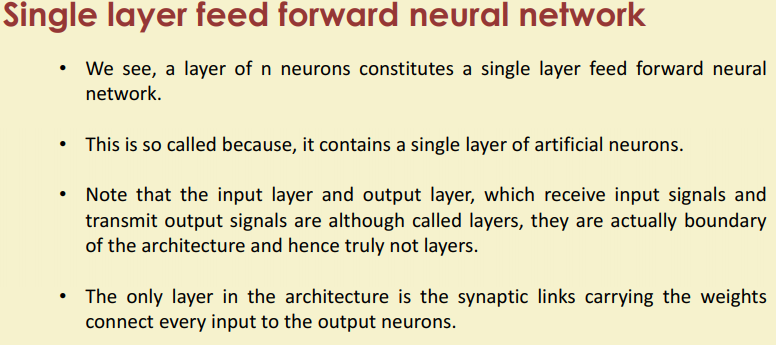 Single layer feed forward neural network
• We see, a layer of n neurons constitutes a single layer feed forward neural
network.
• This is so called because, it contains a single layer of artificial neurons.
• Note that the input layer and output layer, which receive input signals and
transmit output signals are although called layers, they are actually boundary
of the architecture and hence truly not layers.
• The only layer in the architecture is the synaptic links carrying the weights
connect every input to the output neurons.